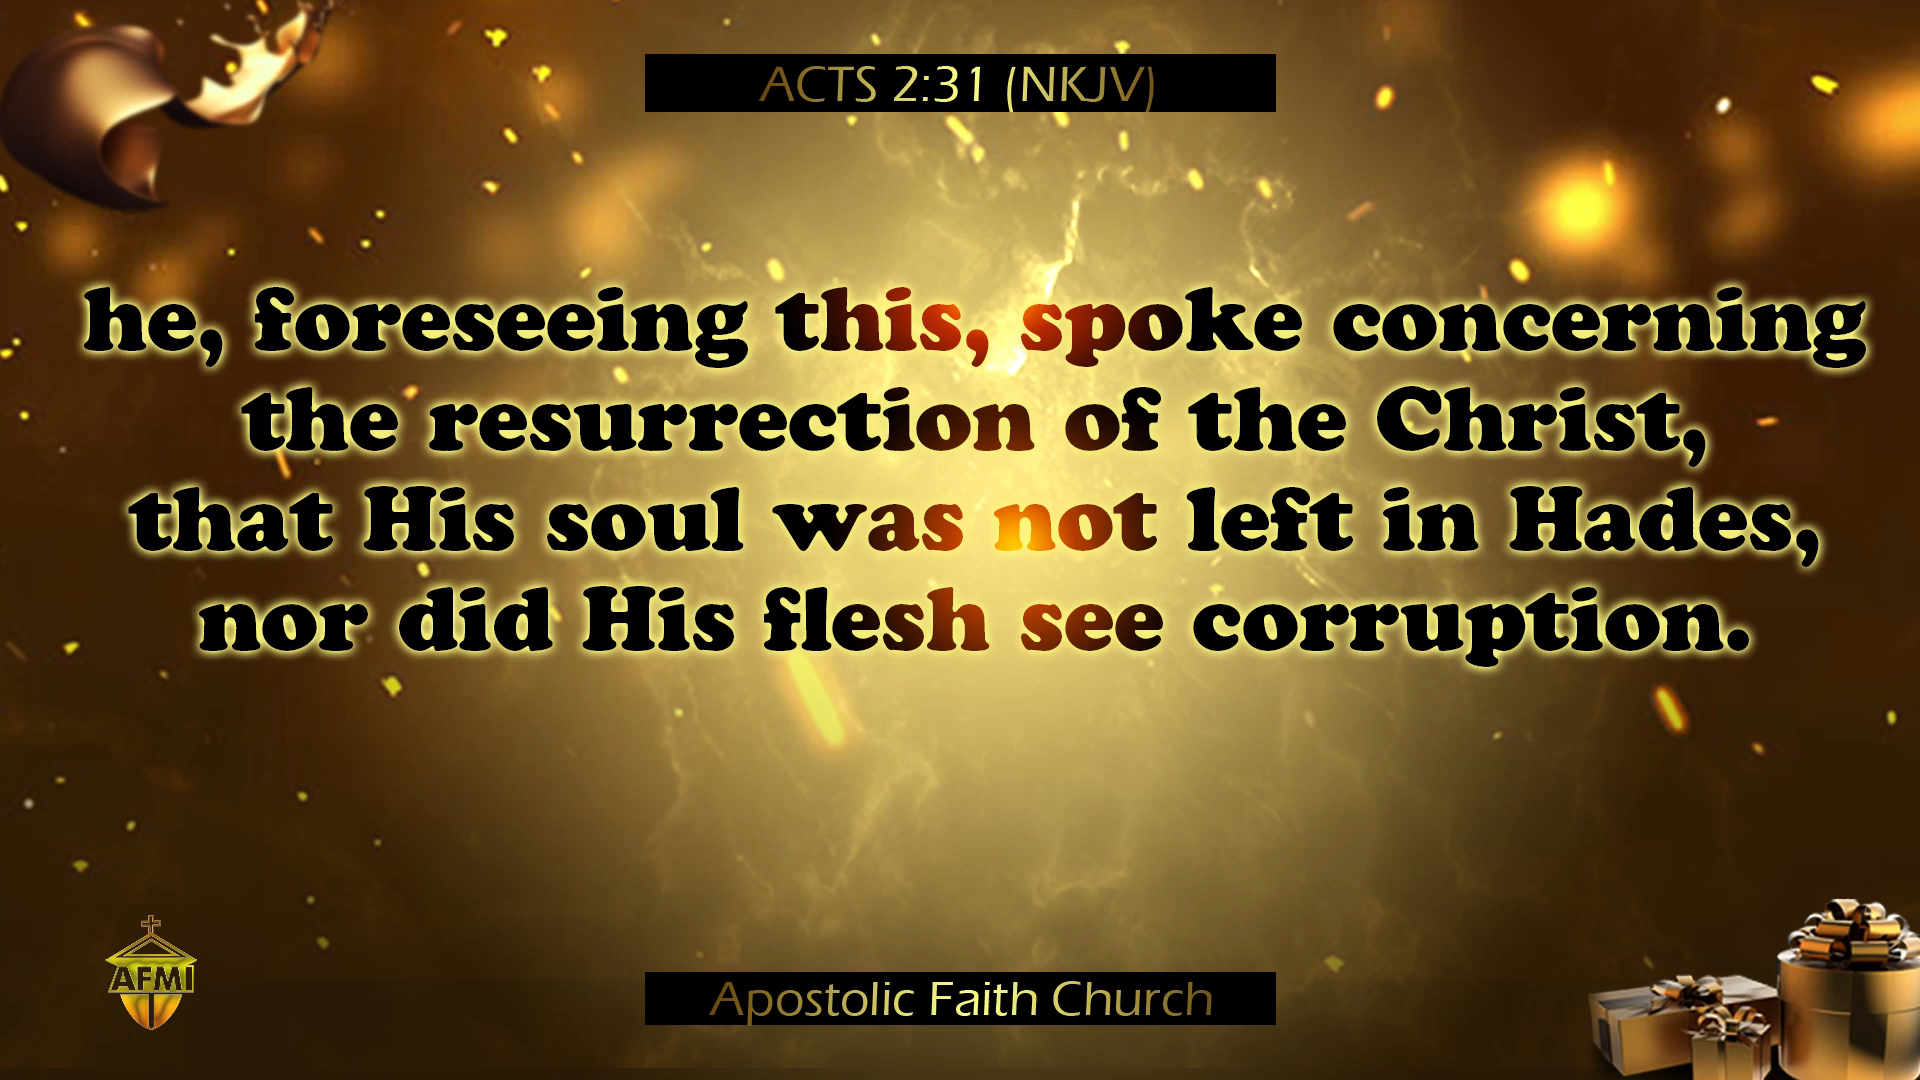 ACTS 2:31 (NKJV)
he, foreseeing this, spoke concerning
the resurrection of the Christ,
that His soul was not left in Hades,
nor did His flesh see corruption.
AFMI
Apostolic Faith Church